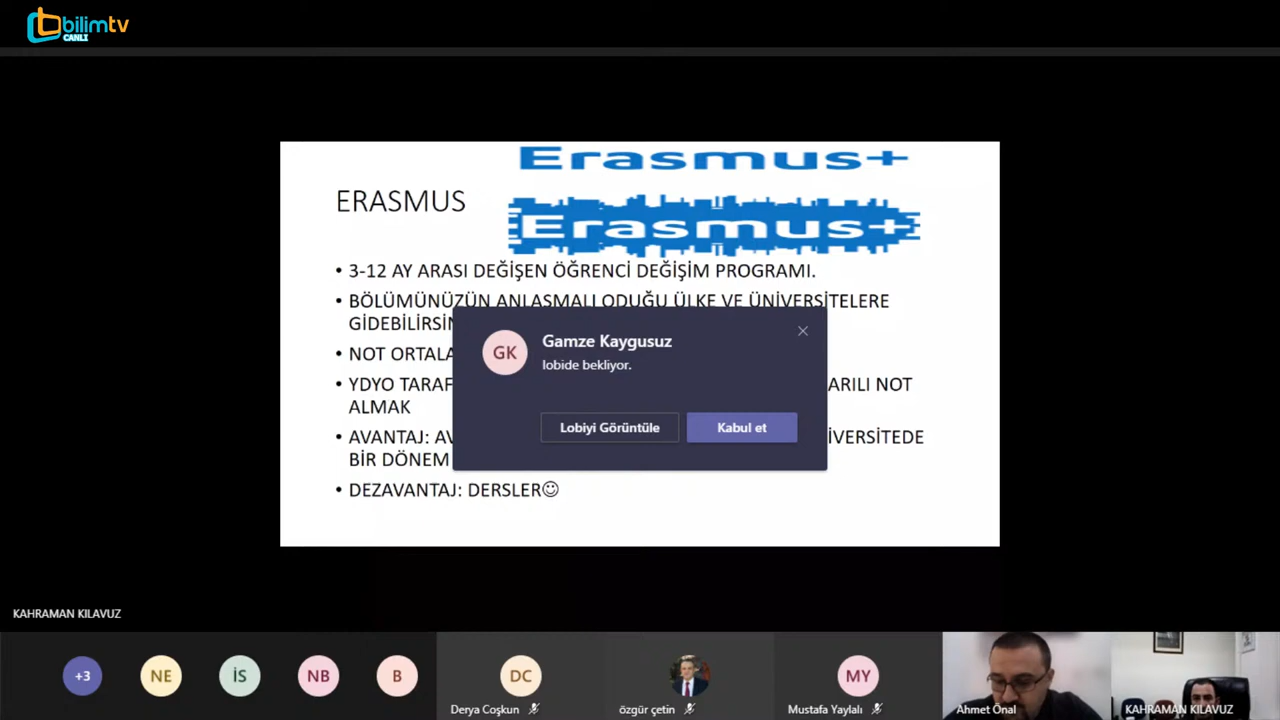 bilimtv
CANLI
Erasmus+
ERASMUS
Erasmus+
• 3-12 AY ARASI DEĞİŞEN ÖĞRENCİ DEĞİŞİM PROGRAMI.
• BÖLÜMÜNÜZÜN ANLAŞMALI ODUĞU ÜLKE VE ÜNİVERSİTELERE
GİDEBİLİRSİN
• NOT ORTALA
• YDYO TARAF ARILI NOT
ALMAK
• AVANTAJ: AV İVERSİTEDE
BİR DÖNEM
• DEZAVANTAJ: DERSLER☺
GK
Gamze Kaygusuz
lobide bekliyor.
Lobiyi Görüntüle
Kabul et
KAHRAMAN KILAVUZ
+3
NE
İS
NB
B
DC
MY
Derya Coşkun
özgür çetin
Mustafa Yaylalı
Ahmet Önal
KAHRAMAN KILAVUZ